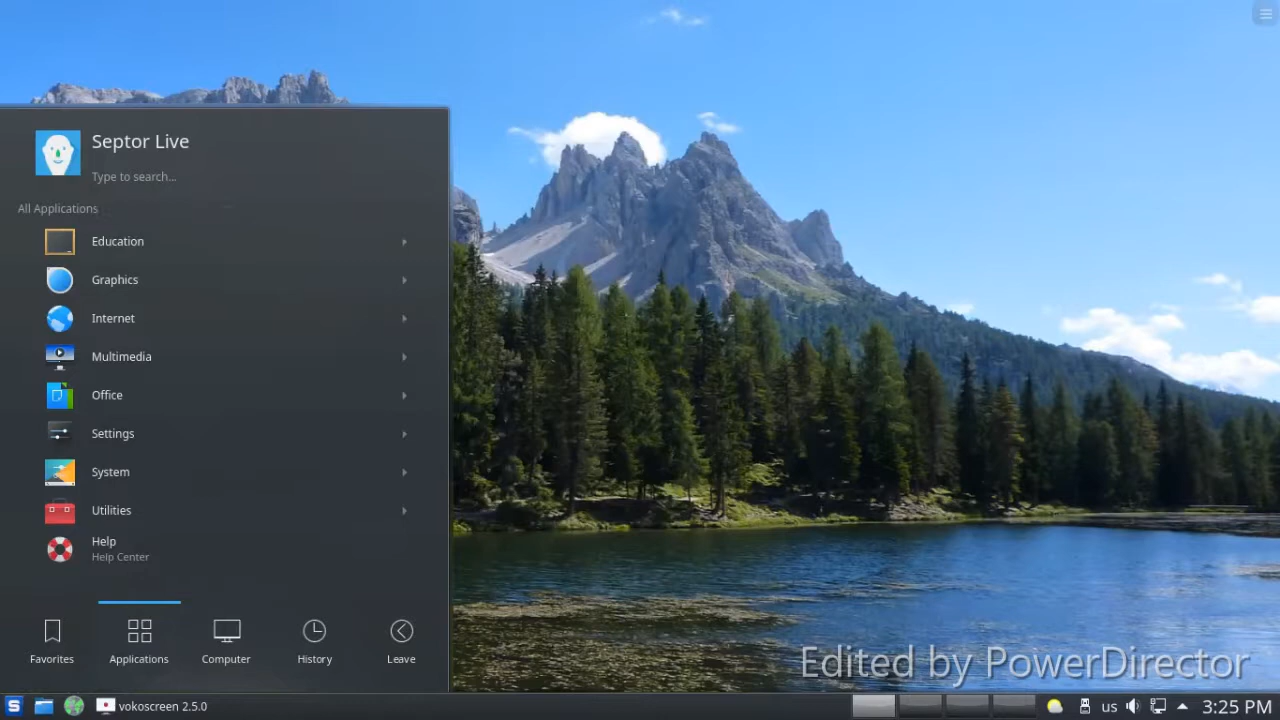 Septor Live
Type to search...
All Applications
Education
Graphics
Internet
Multimedia
Office
Settings
System
Utilities
Help
Help Center
Favorites
Applications
Computer
History
Leave
Edited by PowerDirector
S
vokoscreen 2.5.0
us
3:25 PM